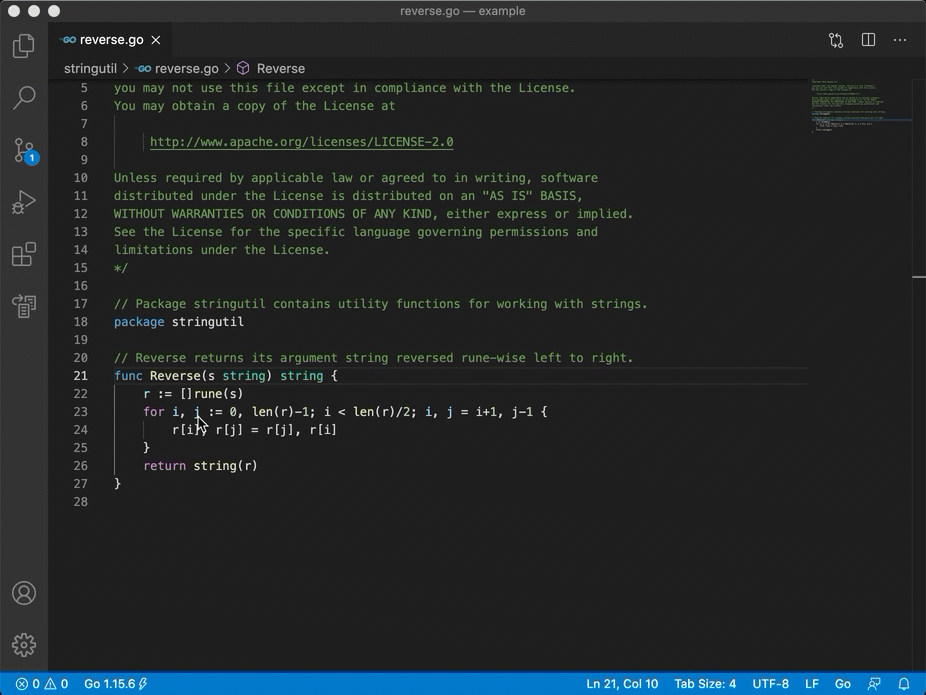 reverse.go — example
GO reverse.go
stringutil > GO reverse.go > Reverse
5 you may not use this file except in compliance with the License.
6 You may obtain a copy of the License at
7
8 http://www.apache.org/licenses/LICENSE-2.0
9
10 Unless required by applicable law or agreed to in writing, software
11 distributed under the License is distributed on an "AS IS" BASIS,
12 WITHOUT WARRANTIES OR CONDITIONS OF ANY KIND, either express or implied.
13 See the License for the specific language governing permissions and
14 limitations under the License.
15 */
16
17 // Package stringutil contains utility functions for working with strings.
18 package stringutil
19
20 // Reverse returns its argument string reversed rune-wise left to right.
21 func Reverse(s string) string {
22 r := []rune(s)
23 for i, j := 0, len(r)-1; i < len(r)/2; i, j = i+1, j-1 {
24 r[i], r[j] = r[j], r[i]
25 }
26 return string(r)
27 }
28
1
0 0 Go 1.15.6 Ln 21, Col 10 Tab Size: 4 UTF-8 LF Go